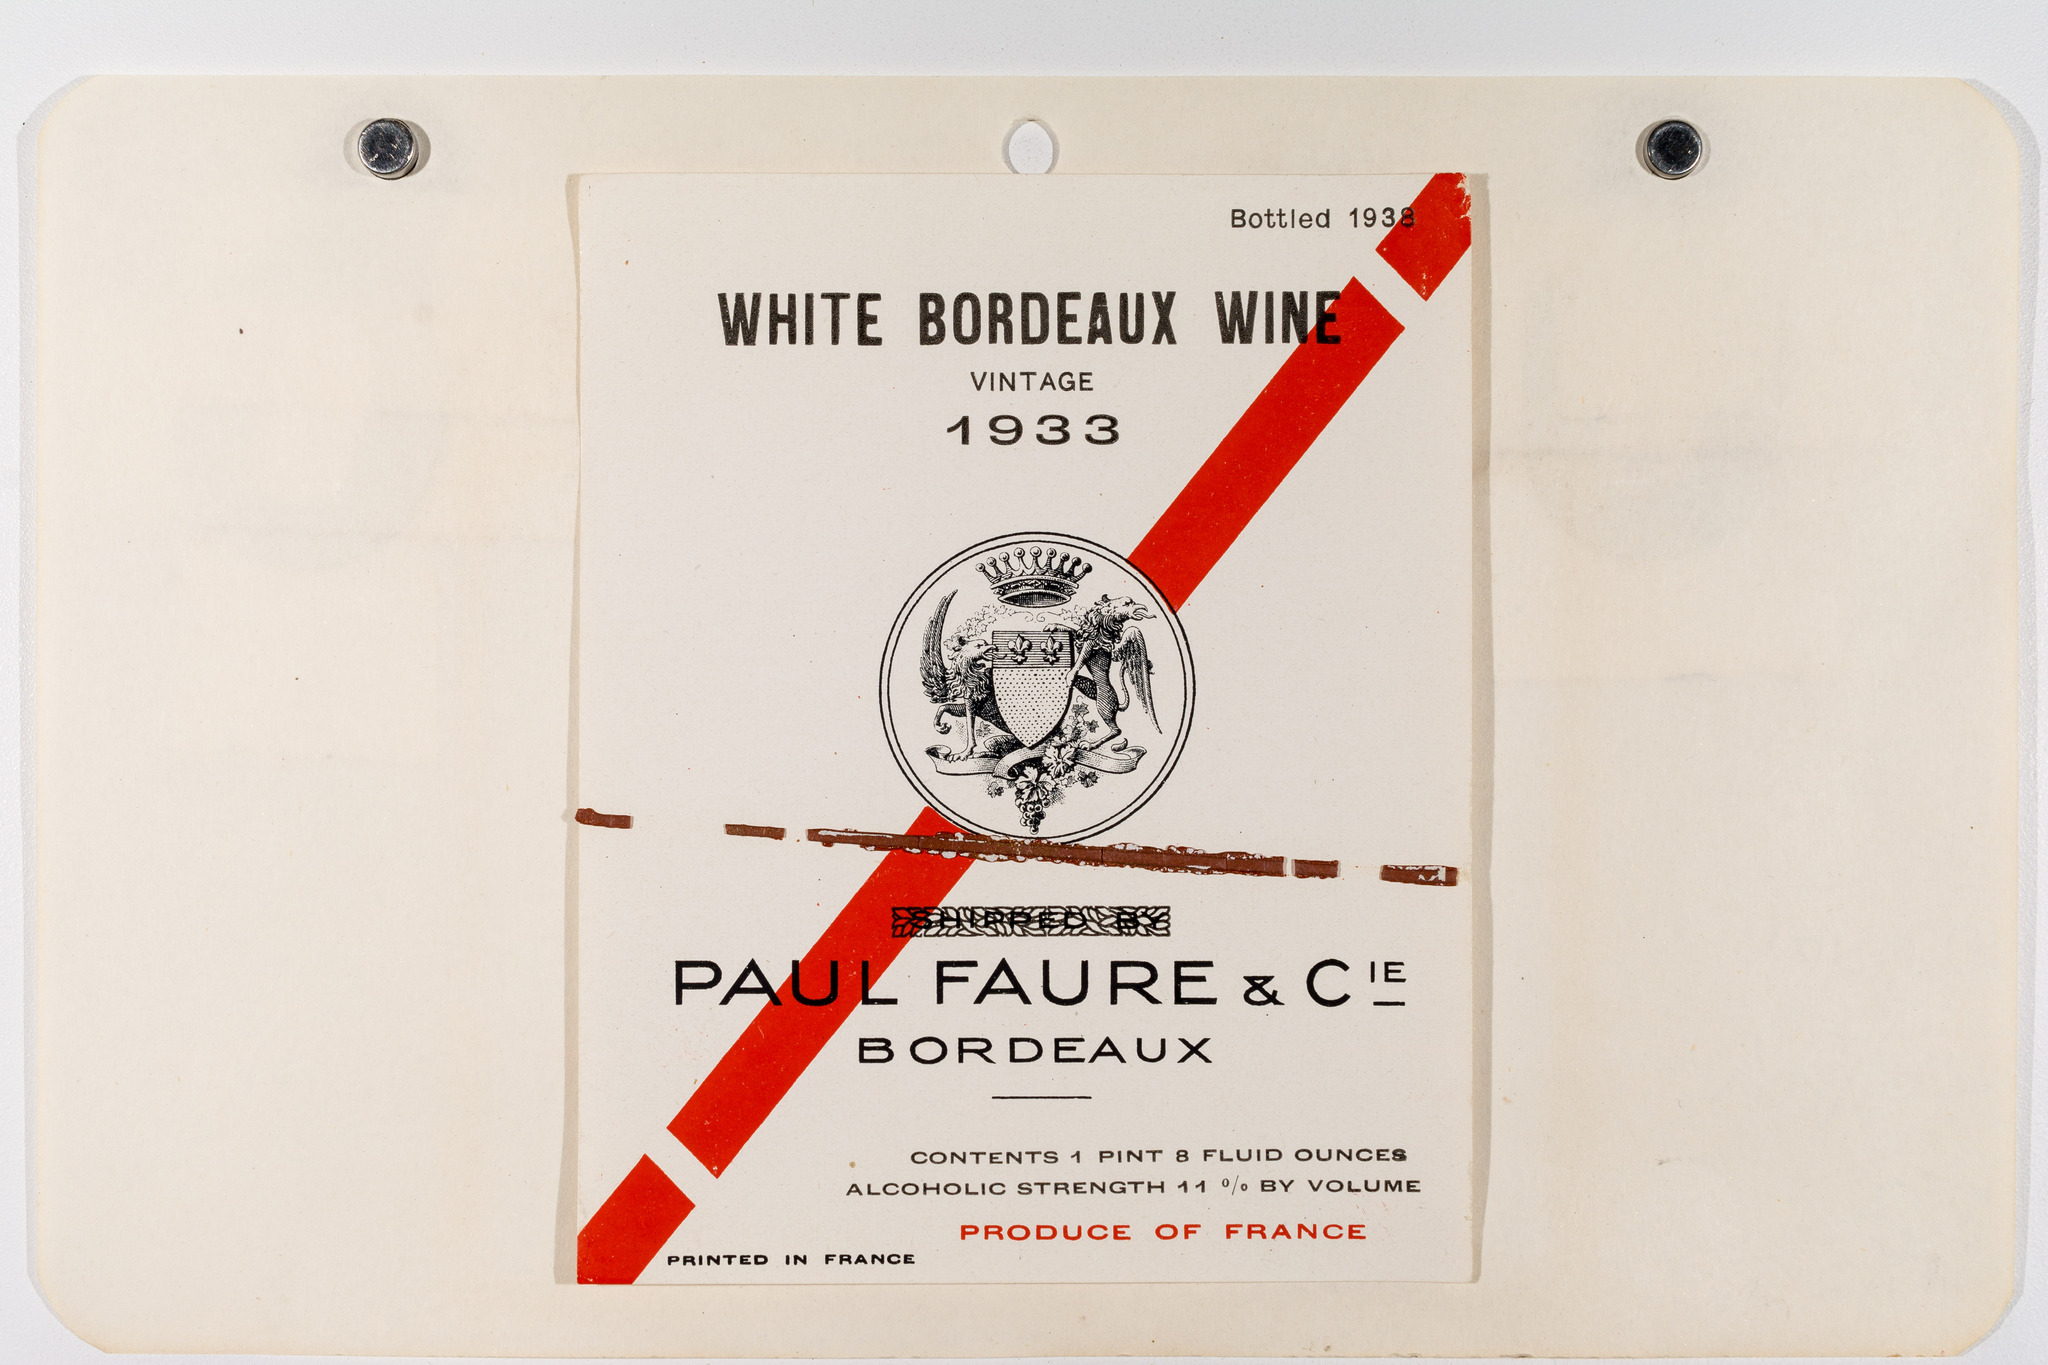 Bottled 1938
WHITE BORDEAUX WINE
VINTAGE
1933
SHIPPED BY
PAUL FAURE & CIE
BORDEAUX
CONTENTS 1 PINT 8 FLUID OUNCES
ALCOHOLIC STRENGTH 11 % BY VOLUME
PRODUCE OF FRANCE
PRINTED IN FRANCE